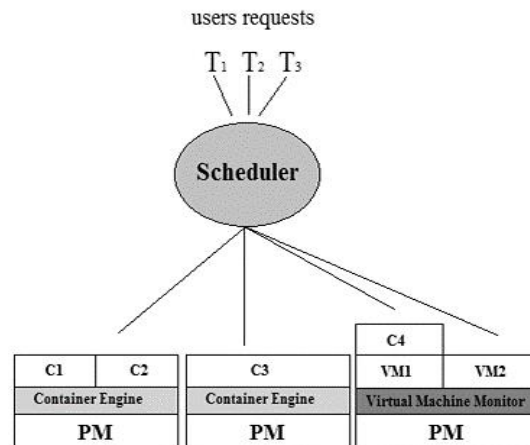 users requests
T1 T2 T3
Scheduler
C4
C1 C2 C3 VM1 VM2
Container Engine Container Engine Virtual Machine Monitor
PM PM PM